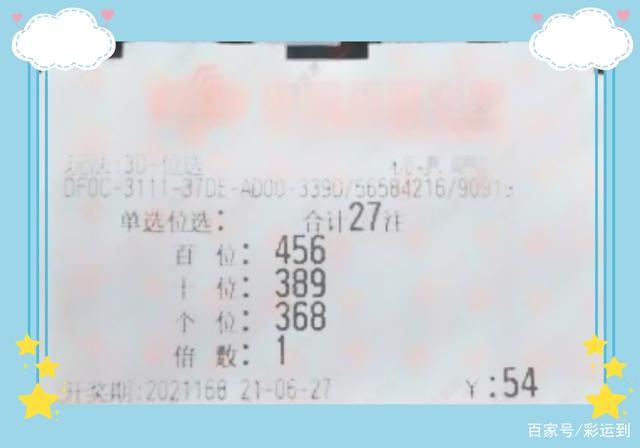 玩法:3D-位选
DF0C-3111-37DE-AD00-339D/56584216/90919
单选位选: 合计27注
百 位: 456
十 位: 389
个 位: 368
倍 数: 1
开奖期:2021168 21-06-27 ¥:54
百家号/彩运到